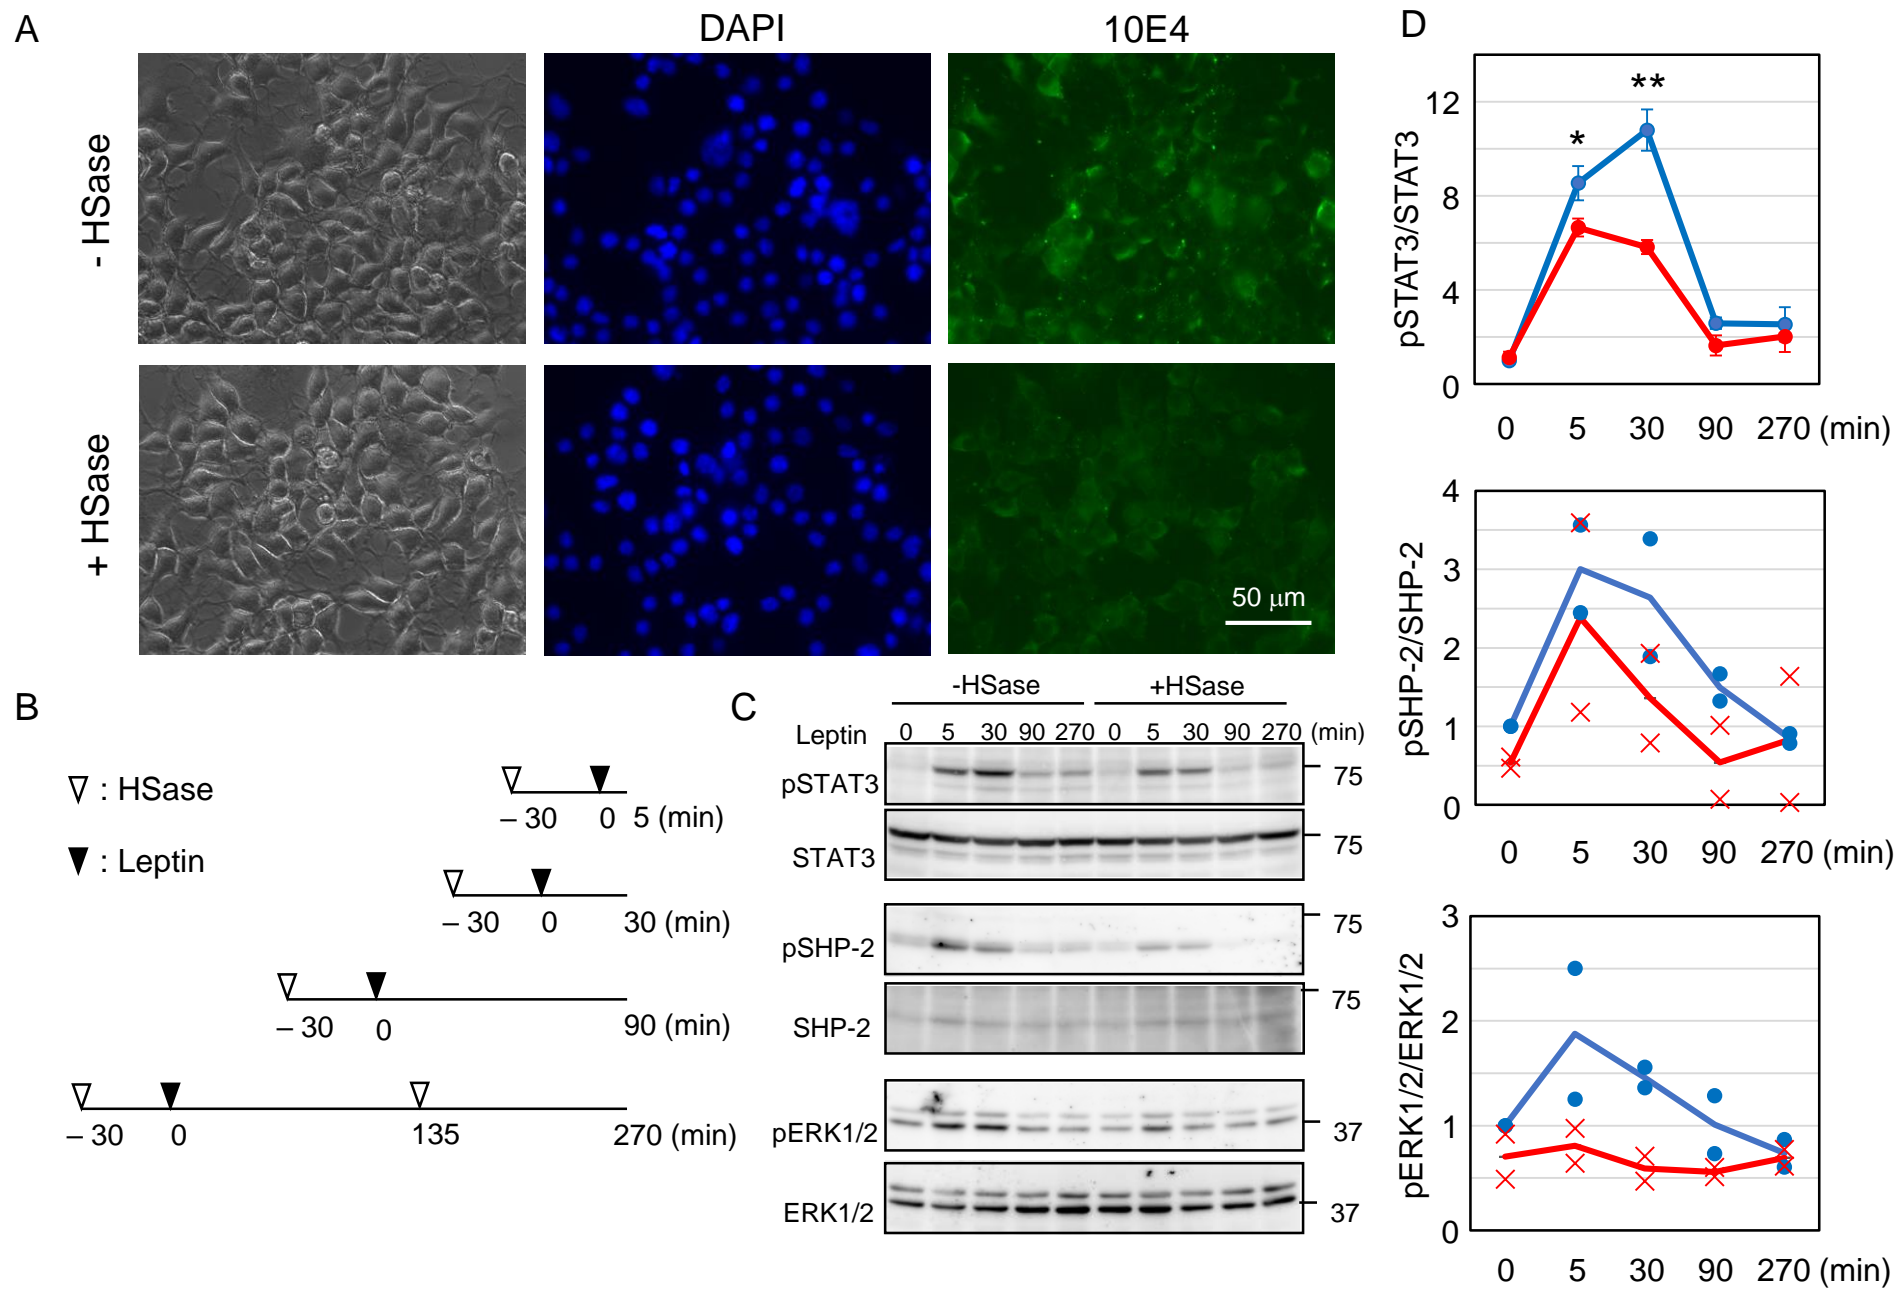 A
DAPI
10E4
- HSase
+ HSase
50 μm
B
: HSase
: Leptin
– 30 0 5 (min)
– 30 0 30 (min)
– 30 0 90 (min)
– 30 0 135 270 (min)
C
-HSase +HSase
Leptin 0 5 30 90 270 0 5 30 90 270 (min)
pSTAT3 75
STAT3 75
pSHP-2 75
SHP-2 75
pERK1/2 37
ERK1/2 37
D
pSTAT3/STAT3
**
*
12
8
4
0
0 5 30 90 270 (min)
pSHP-2/SHP-2
4
3
2
1
0
0 5 30 90 270 (min)
pERK1/2/ERK1/2
3
2
1
0
0 5 30 90 270 (min)